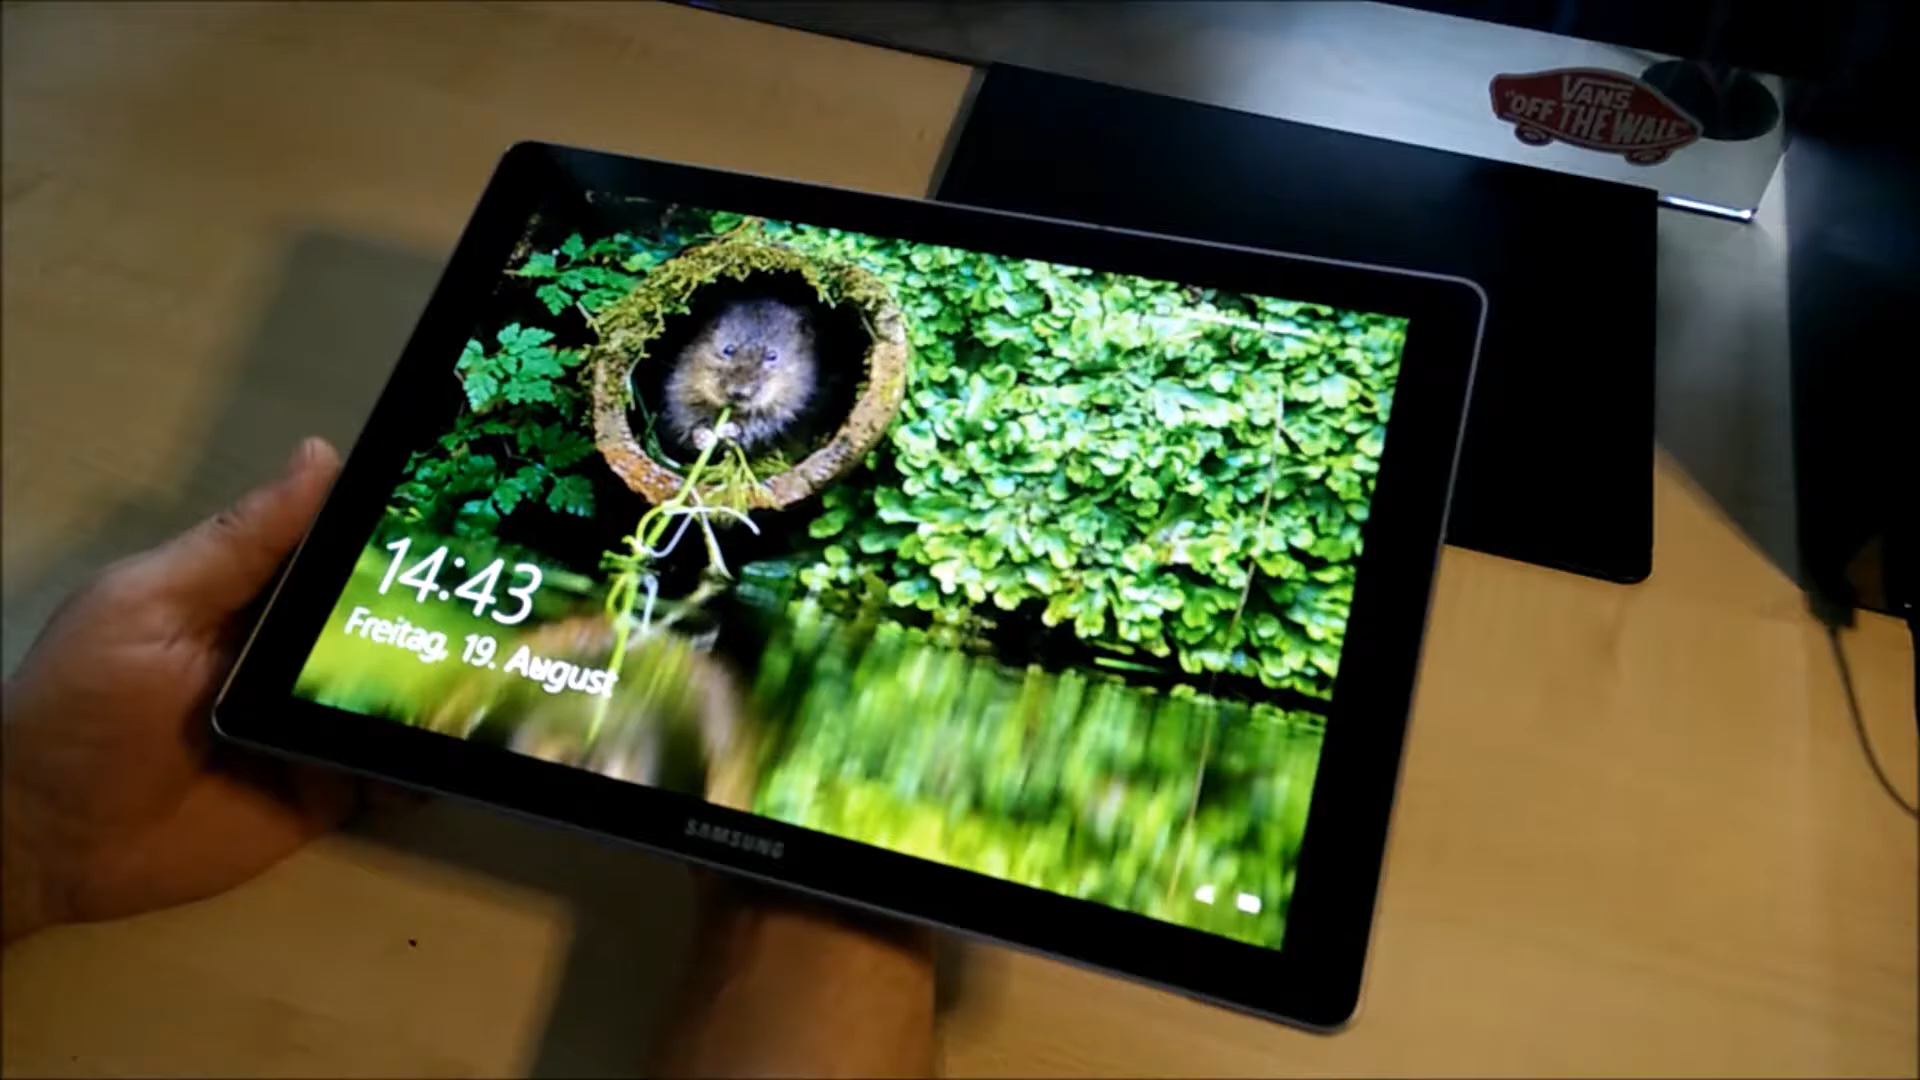 VANS
"OFF THE WALL"
14:43
Freitag, 19. August
SAMSUNG